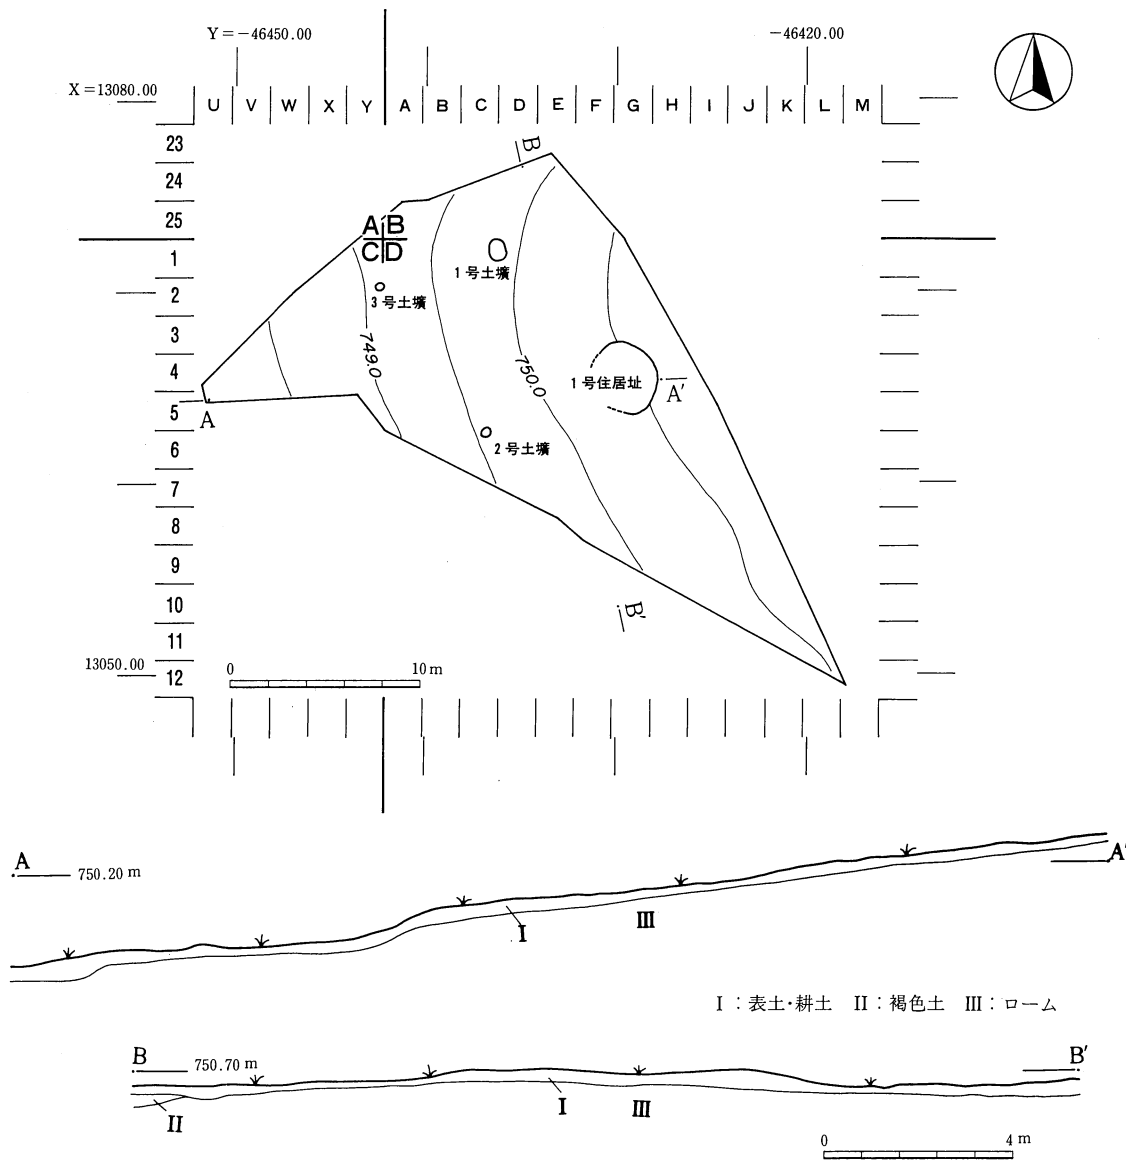 Y=-46450.00
-46420.00
X=13080.00
U V W X Y A B C D E F G H I J K L M
23
24
25
1
2
3
4
5
6
7
8
9
10
11
12
B
A B
C D
1号土壙
3号土壙
749.0
750.0
1号住居址
A'
A
2号土壙
B'
13050.00
0 10m
A
750.20 m
A'
I
III
I:表土・耕土 II:褐色土 III:ローム
B
750.70 m
B'
I
III
II
0 4 m